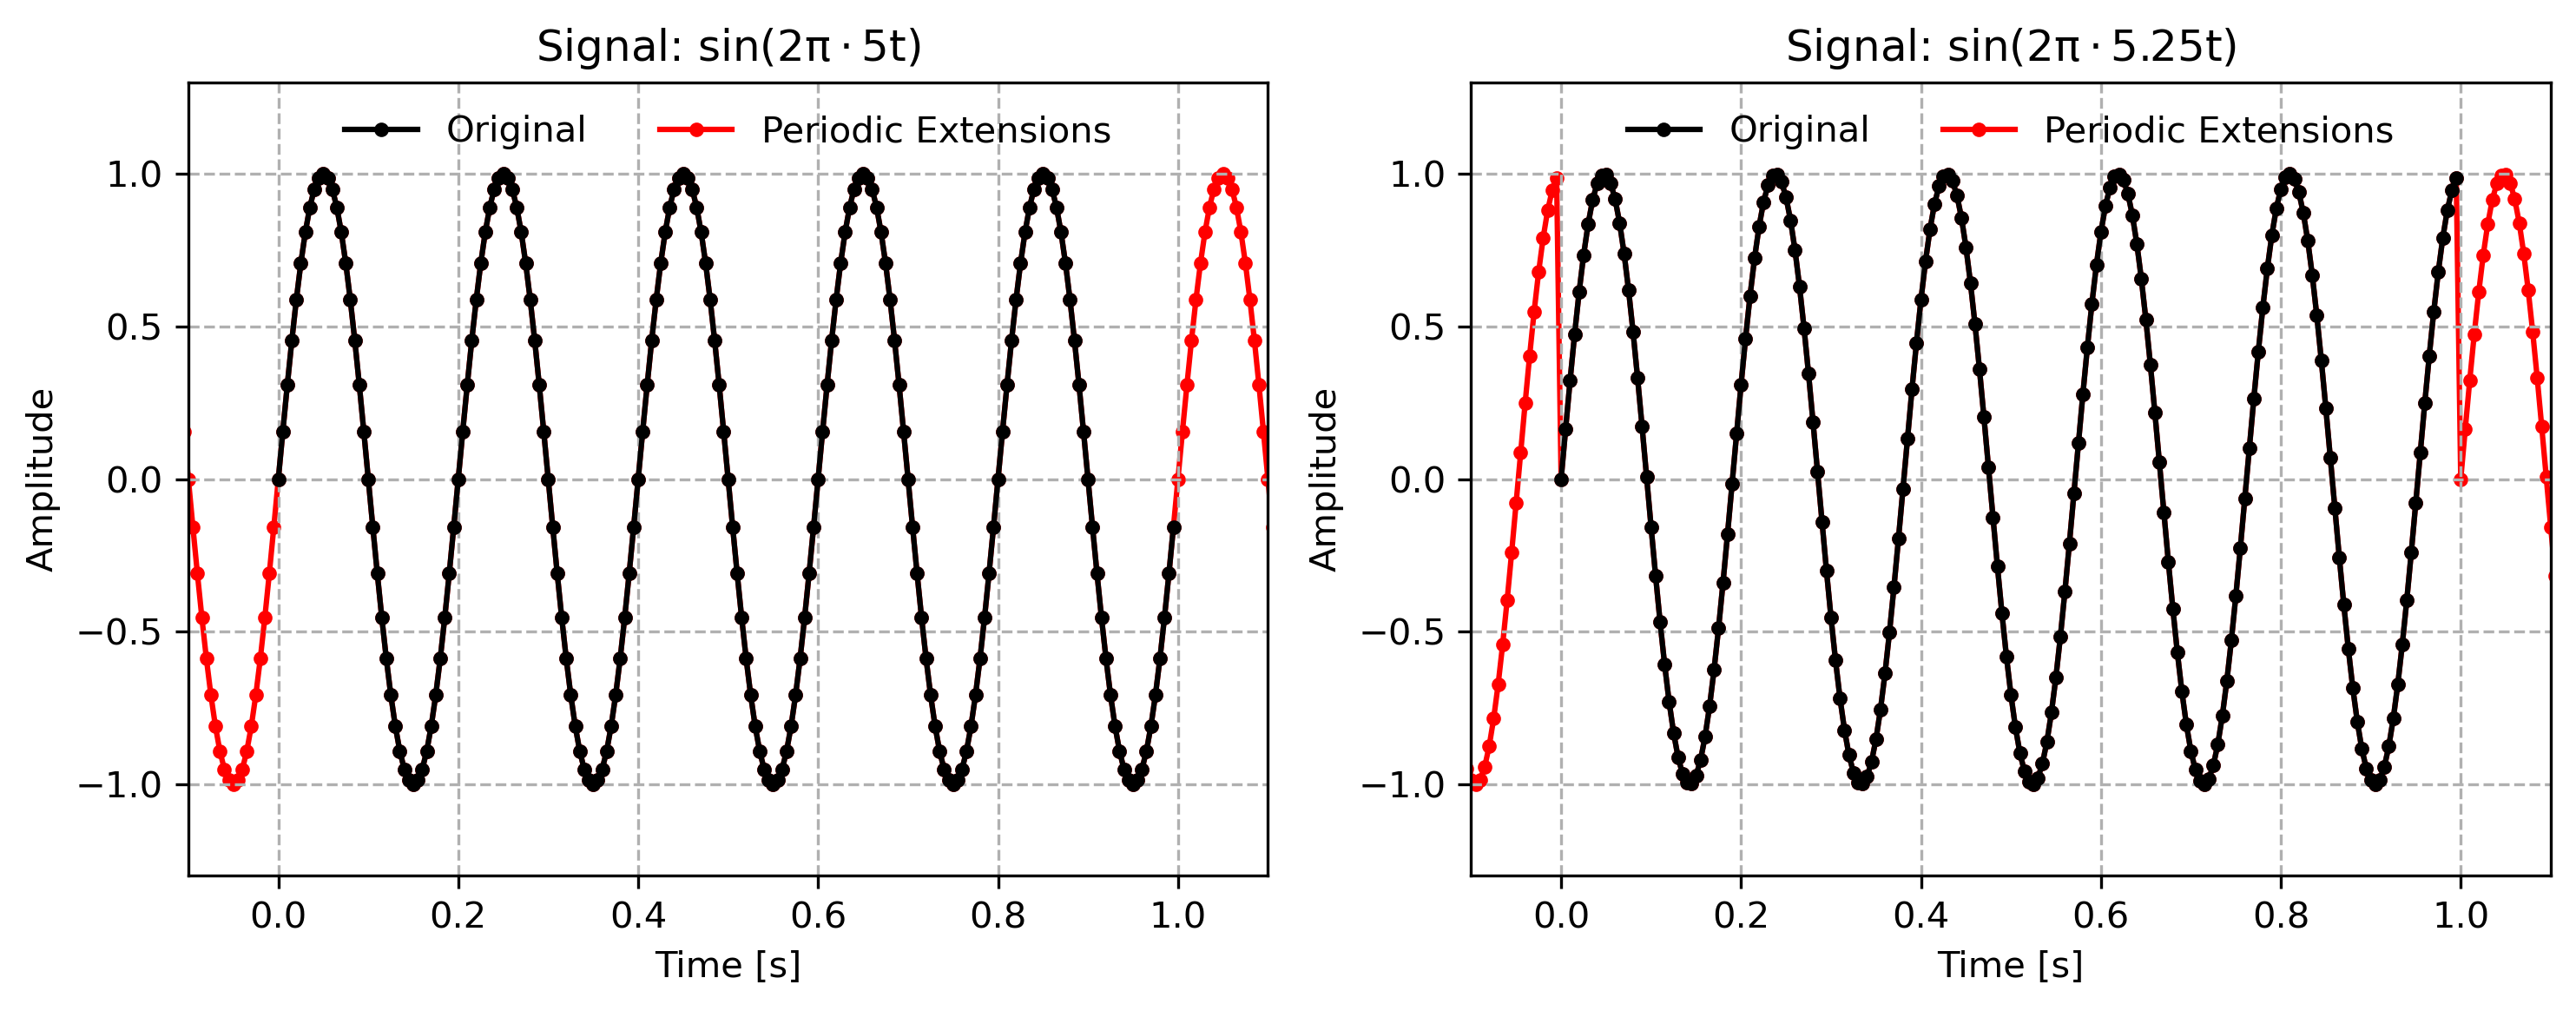 Signal: sin(2π · 5t)
Original
Periodic Extensions
Amplitude
1.0
0.5
0.0
−0.5
−1.0
0.0 0.2 0.4 0.6 0.8 1.0
Time [s]
Signal: sin(2π · 5.25t)
Original
Periodic Extensions
Amplitude
1.0
0.5
0.0
−0.5
−1.0
0.0 0.2 0.4 0.6 0.8 1.0
Time [s]